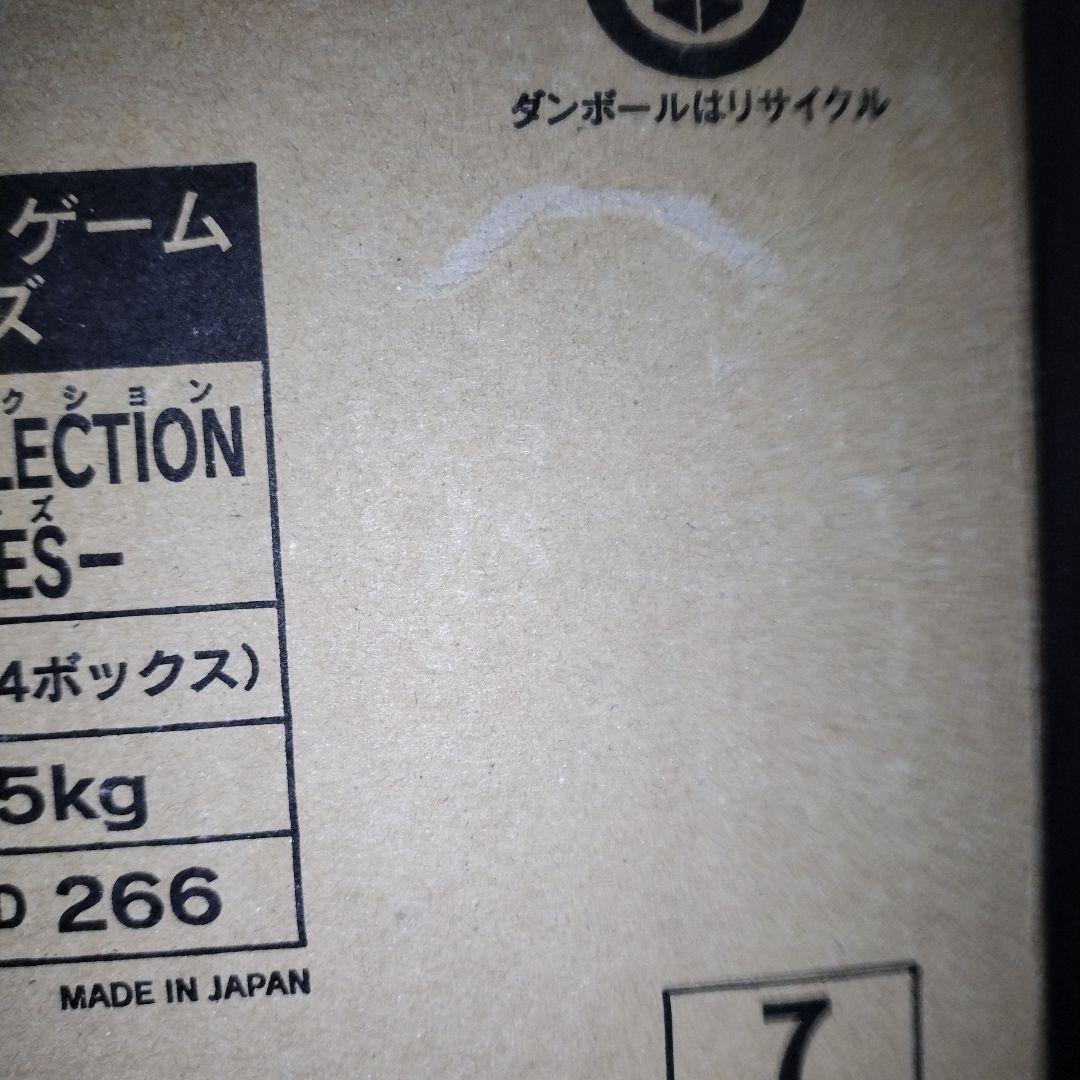 ダンボールはリサイクル
ゲーム
ズ
クション
LECTION
ーズ
ES-
4ボックス)
5kg
D 266
MADE IN JAPAN
7